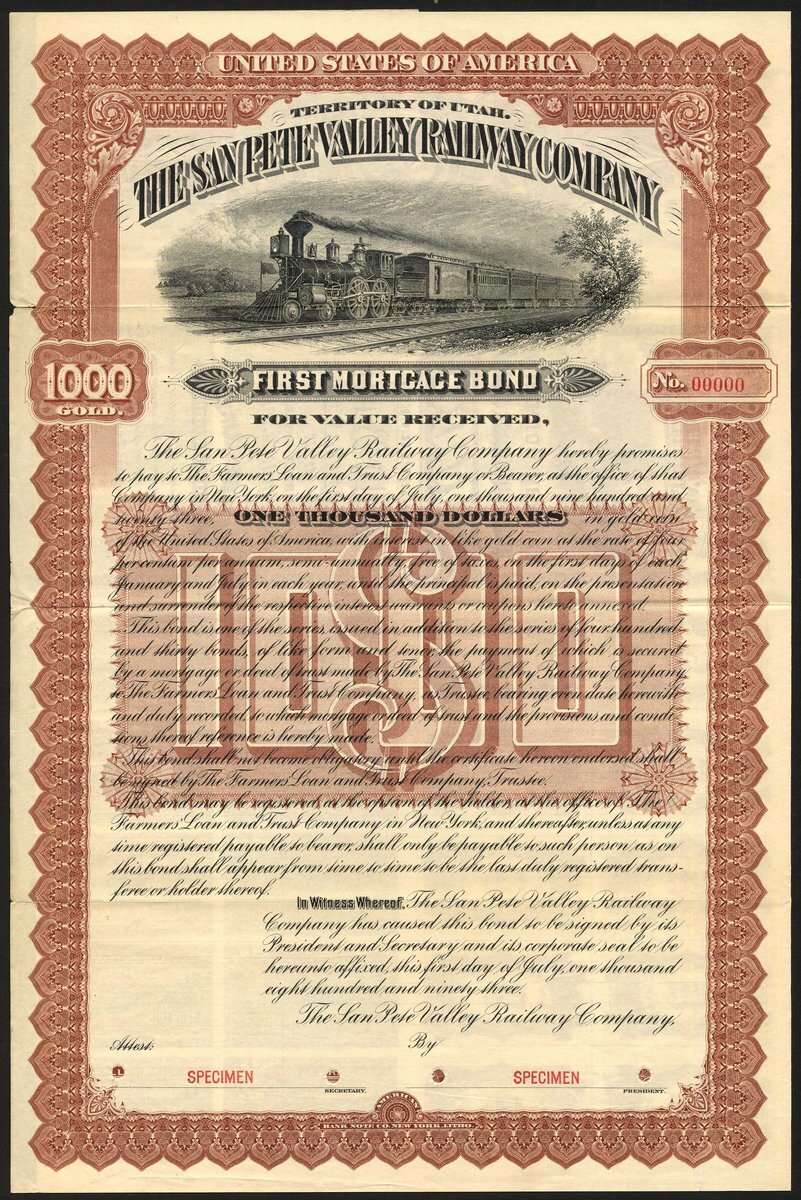 UNITED STATES OF AMERICA
TERRITORY OF UTAH.
THE SAN PETE VALLEY RAILWAY COMPANY
1000
GOLD.
FIRST MORTGAGE BOND
No. 00000
FOR VALUE RECEIVED,
The San Pete Valley Railway Company hereby promises
to pay to The Farmers' Loan and Trust Company or Bearer, at the office of that
Company in New York, on the first day of July, one thousand nine hundred and
twenty three, ONE THOUSAND DOLLARS in gold coin
of the United States of America, with interest in like gold coin at the rate of four
per centum per annum, semi-annually, free of taxes, on the first days of each
January and July in each year, until the principal is paid, on the presentation
and surrender of the respective interest warrants or coupons hereto annexed.
This bond is one of the series issued in addition to the series of four hundred
and thirty bonds, of like form and tenor, the payment of which is secured
by a mortgage or deed of trust made by The San Pete Valley Railway Company
to The Farmers' Loan and Trust Company, as Trustee, bearing even date herewith
and duly recorded to which mortgage or deed of trust and the provisions and condi-
tions thereof reference is hereby made.
This bond shall not become obligatory until the certificate hereon endorsed shall
be signed by The Farmers' Loan and Trust Company, Trustee.
This bond may be registered at the option of the holder at the office of The
Farmers' Loan and Trust Company in New York; and thereafter, unless at any
time registered payable to bearer, shall only be payable to such person as on
this bond shall appear from time to time to be the last duly registered trans-
feree or holder thereof.
In Witness Whereof, The San Pete Valley Railway
Company has caused this bond to be signed by its
President and Secretary and its corporate seal to be
hereunto affixed, this first day of July, one thousand
eight hundred and ninety three.
The San Pete Valley Railway Company,
Attest: By
SPECIMEN SPECIMEN
SECRETARY. PRESIDENT.
AMERICAN
BANK NOTE CO. NEW YORK, LITHO.